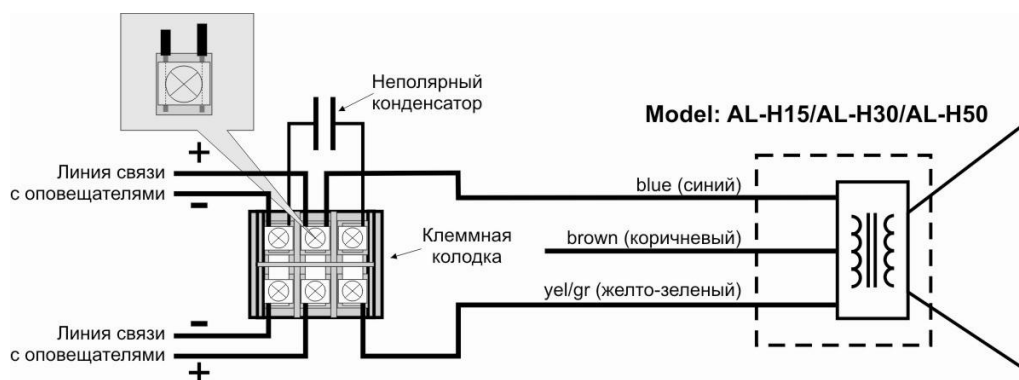 Неполярный
конденсатор
Model: AL-H15/AL-H30/AL-H50
+
Линия связи
с оповещателями
-
blue (синий)
Клеммная
колодка
brown (коричневый)
yel/gr (желто-зеленый)
-
Линия связи
с оповещателями
+